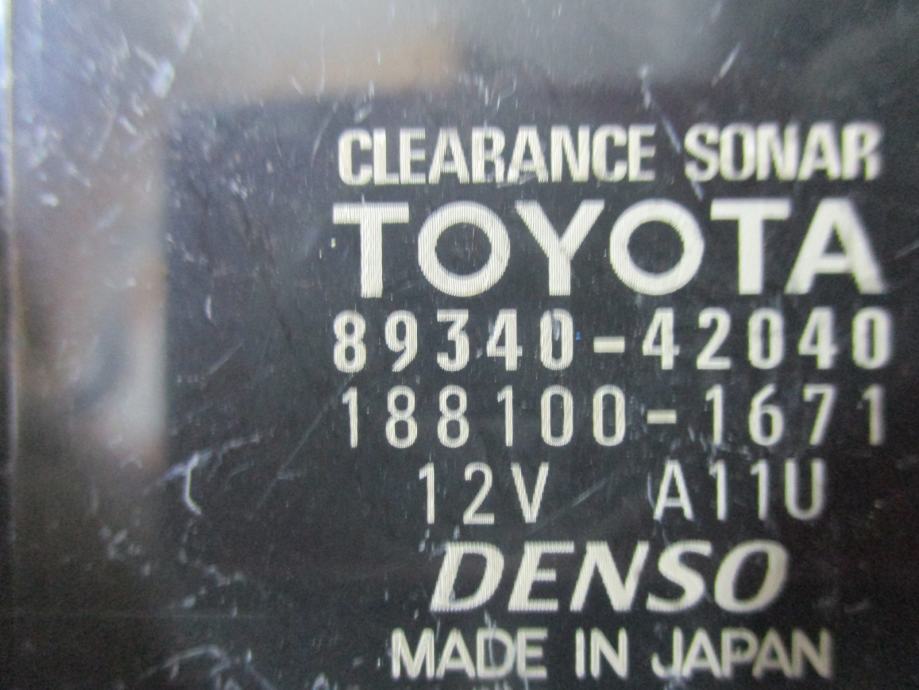 CLEARANCE SONAR
TOYOTA
89340-42040
188100-1671
12V A11U
DENSO
MADE IN JAPAN